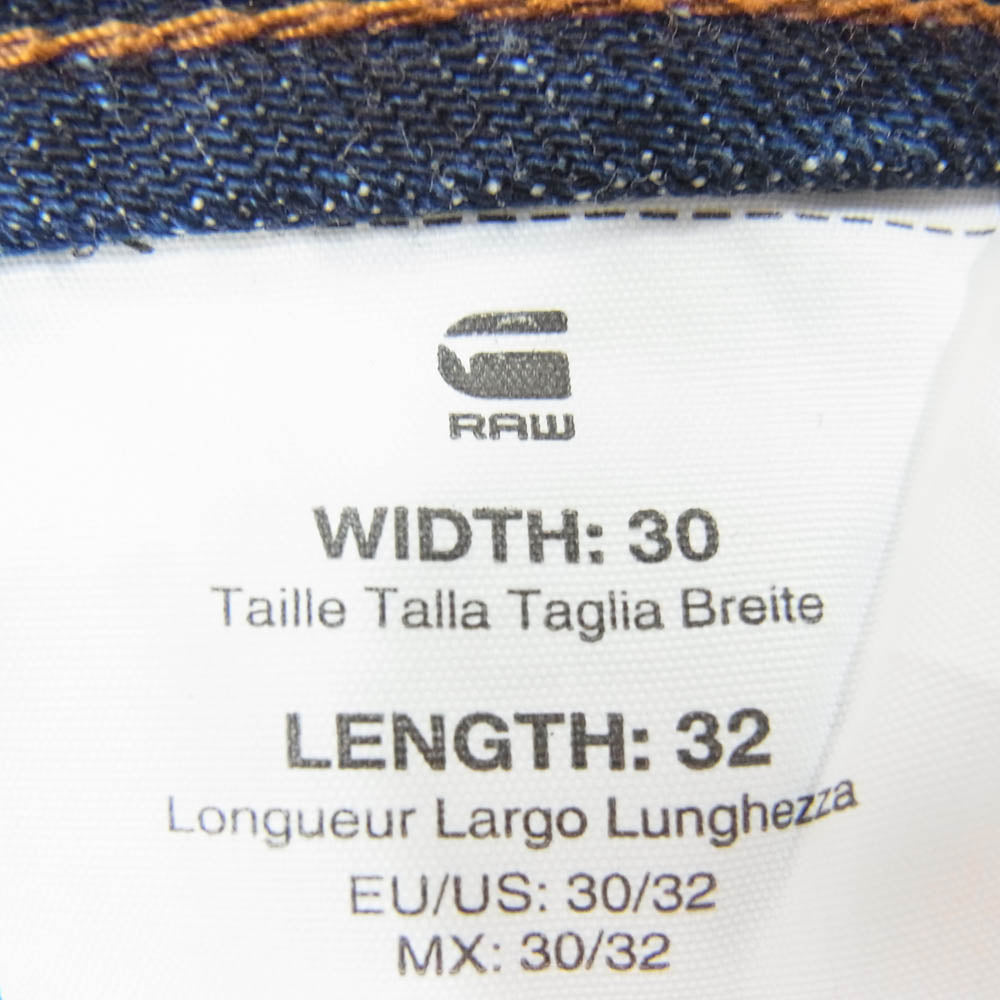 RAW
WIDTH: 30
Taille Talla Taglia Breite
LENGTH: 32
Longueur Largo Lunghezza
EU/US: 30/32
MX: 30/32